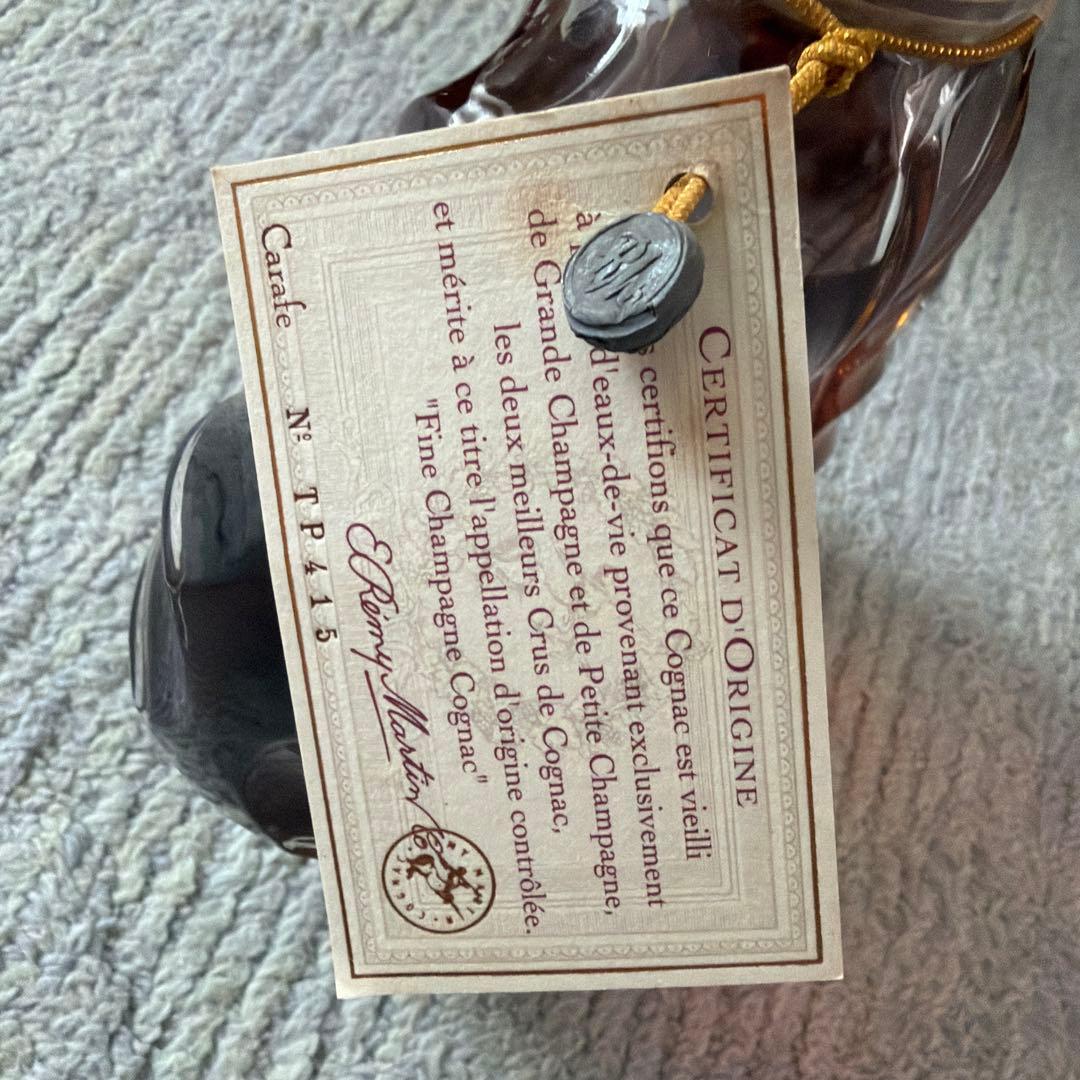 CERTIFICAT D'ORIGINE
certifions que ce Cognac est vieilli
à d'eaux-de-vie provenant exclusivement
de Grande Champagne et de Petite Champagne,
les deux meilleurs Crus de Cognac,
et mérite à ce titre l'appellation d'origine contrôlée.
"Fine Champagne Cognac"
E. Rémy Martin
Carafe Nº TP415